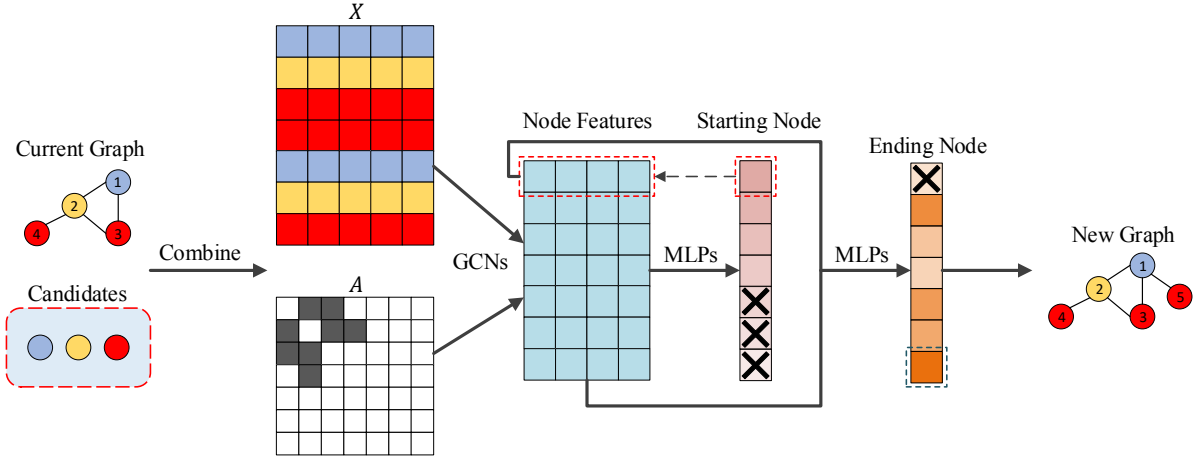 X
Node Features
Starting Node
Ending Node
Current Graph
1
2
4
3
Combine
GCNs
MLPs
MLPs
New Graph
1
2
5
4
3
Candidates
A